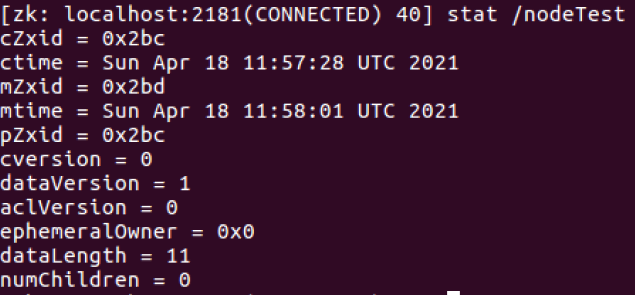 [zk: localhost:2181(CONNECTED) 40] stat /nodeTest
cZxid = 0x2bc
ctime = Sun Apr 18 11:57:28 UTC 2021
mZxid = 0x2bd
mtime = Sun Apr 18 11:58:01 UTC 2021
pZxid = 0x2bc
cversion = 0
dataVersion = 1
aclVersion = 0
ephemeralOwner = 0x0
dataLength = 11
numChildren = 0